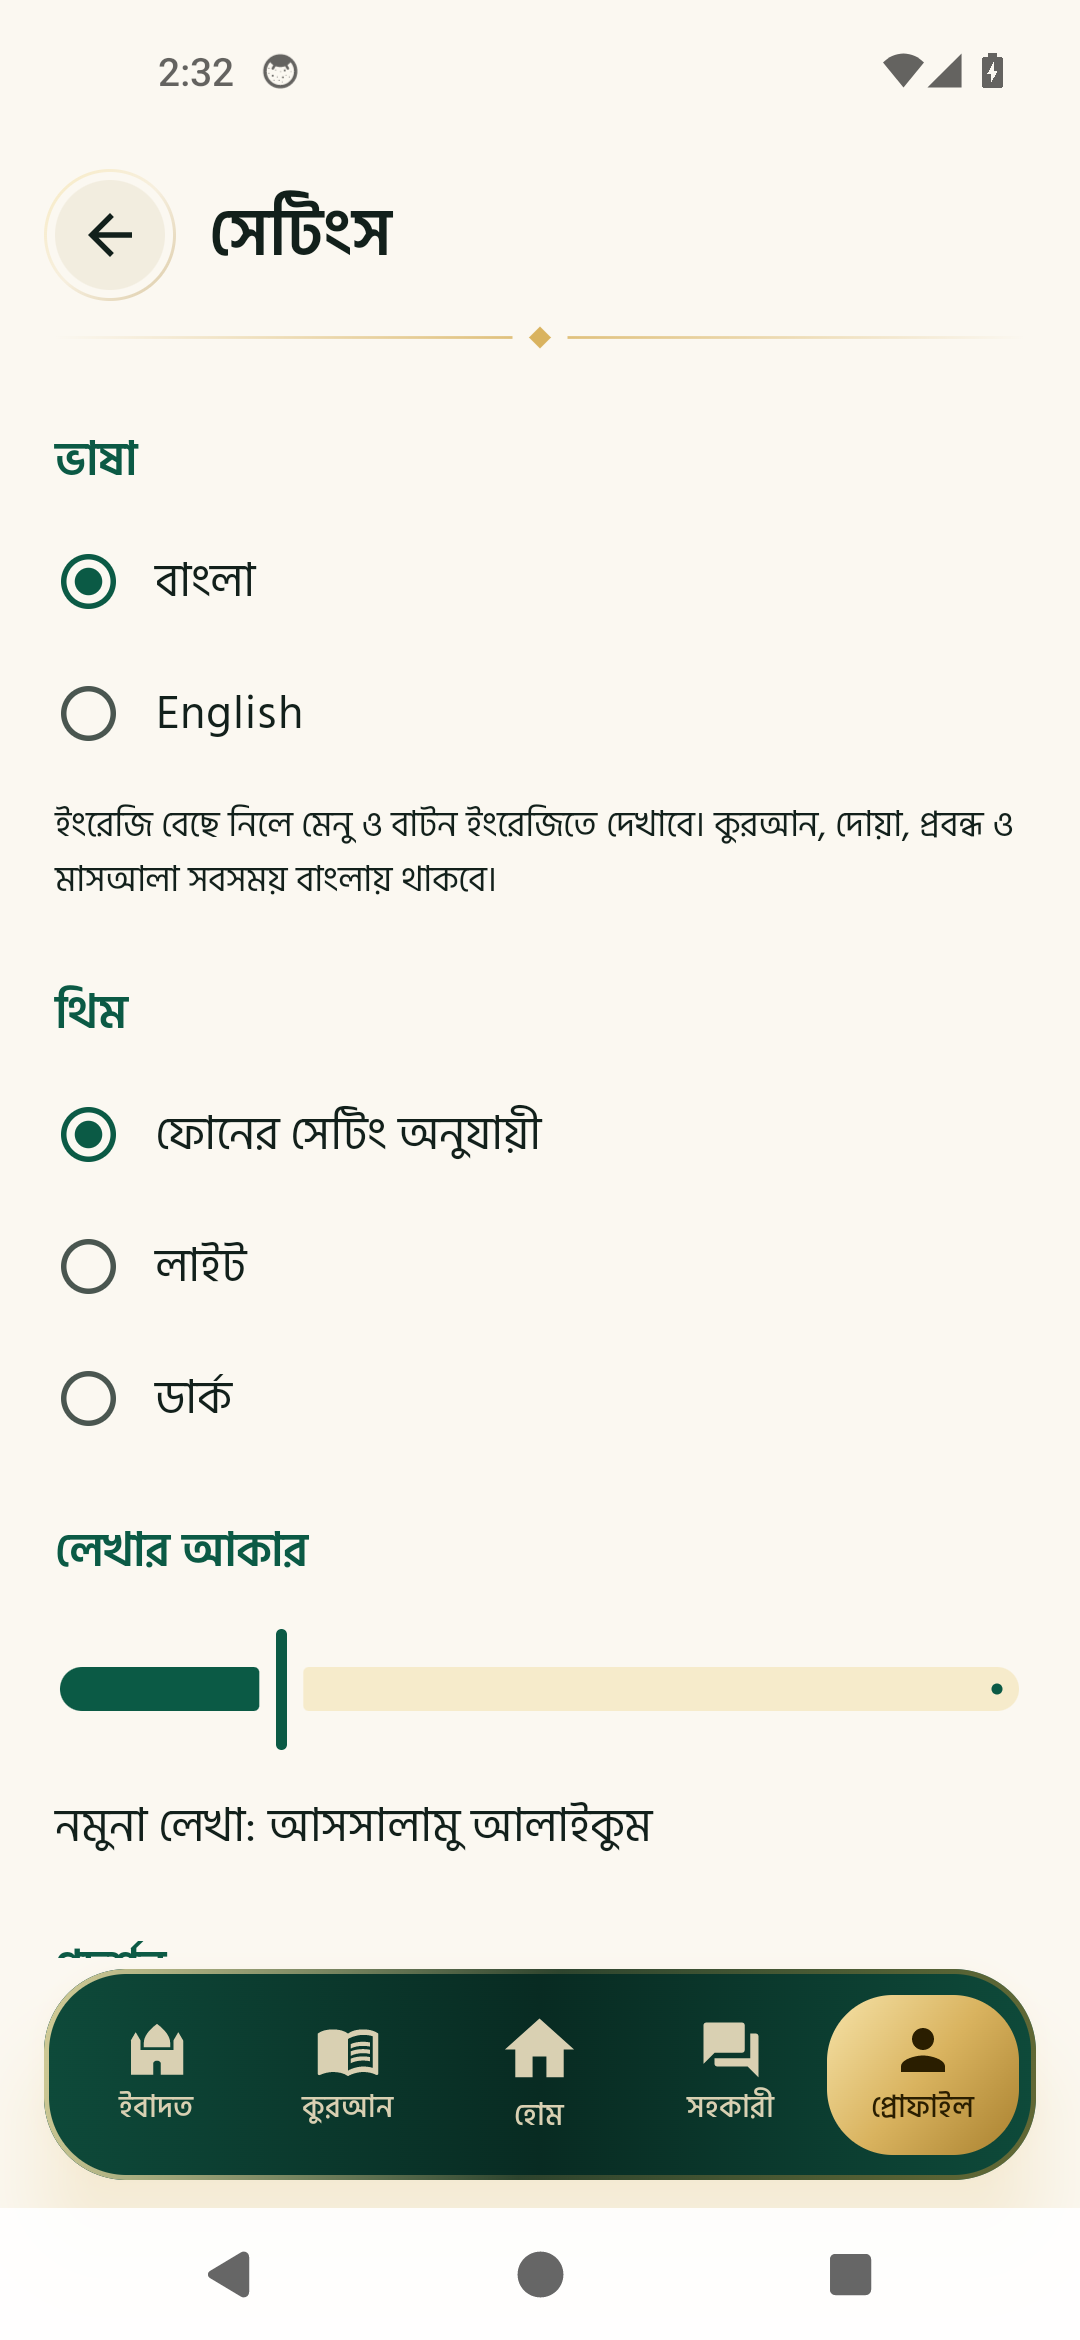 2:32
সেটিংস
ভাষা
বাংলা
English
ইংরেজি বেছে নিলে মেনু ও বাটন ইংরেজিতে দেখাবে। কুরআন, দোয়া, প্রবন্ধ ও
মাসআলা সবসময় বাংলায় থাকবে।
থিম
ফোনের সেটিং অনুযায়ী
লাইট
ডার্ক
লেখার আকার
নমুনা লেখা: আসসালামু আলাইকুম
ইবাদত
কুরআন
হোম
সহকারী
প্রোফাইল